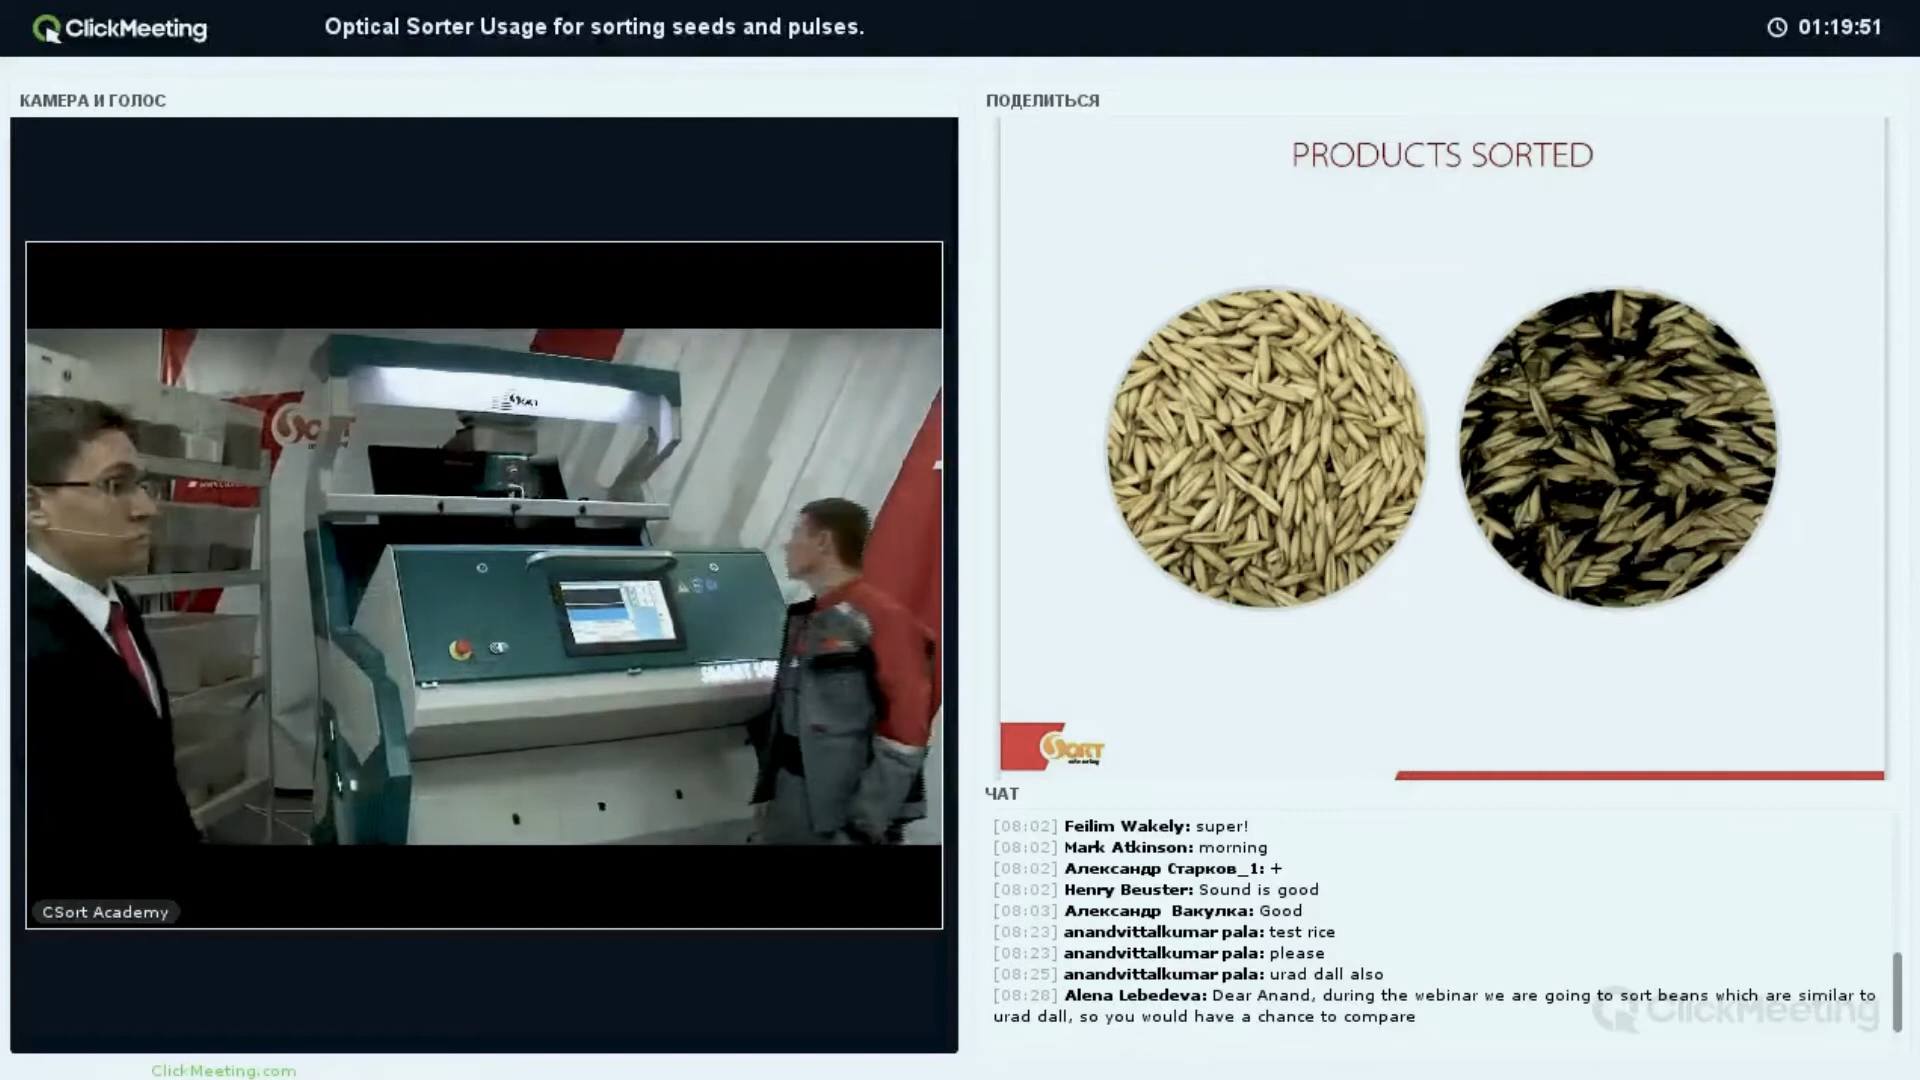 ClickMeeting
Optical Sorter Usage for sorting seeds and pulses.
01:19:51
КАМЕРА И ГОЛОС
CSort Academy
ClickMeeting.com
ПОДЕЛИТЬСЯ
PRODUCTS SORTED
ЧАТ
[08:02] Feilim Wakely: super!
[08:02] Mark Atkinson: morning
[08:02] Александр Старков_1: +
[08:02] Henry Beuster: Sound is good
[08:03] Александр Вакулка: Good
[08:23] anandvittalkumar pala: test rice
[08:23] anandvittalkumar pala: please
[08:25] anandvittalkumar pala: urad dall also
[08:28] Alena Lebedeva: Dear Anand, during the webinar we are going to sort beans which are similar to
urad dall, so you would have a chance to compare
ClickMeeting